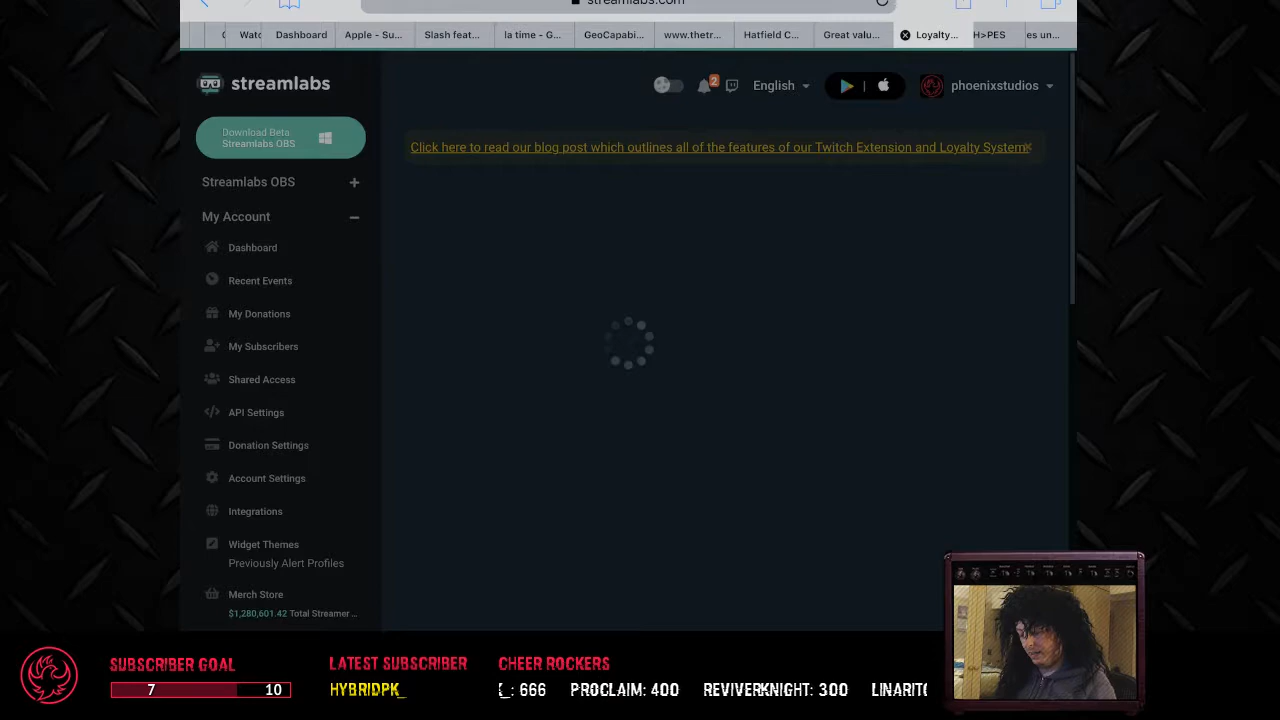 streamlabs.com
Watc
Dashboard
Apple - Su...
Slash feat...
la time - G...
GeoCapabi...
www.thetr...
Hatfield C...
Great valu...
Loyalty...
H>PES
es un...
streamlabs
2
English
phoenixstudios
Download Beta
Streamlabs OBS
Click here to read our blog post which outlines all of the features of our Twitch Extension and Loyalty System
Streamlabs OBS
My Account
Dashboard
Recent Events
My Donations
My Subscribers
Shared Access
API Settings
Donation Settings
Account Settings
Integrations
Widget Themes
Previously Alert Profiles
Merch Store
$1,280,601.42 Total Streamer ...
SUBSCRIBER GOAL
7 10
LATEST SUBSCRIBER
HYBRIDPK_
CHEER ROCKERS
: 666 PROCLAIM: 400 REVIVERKNIGHT: 300 LINARIT